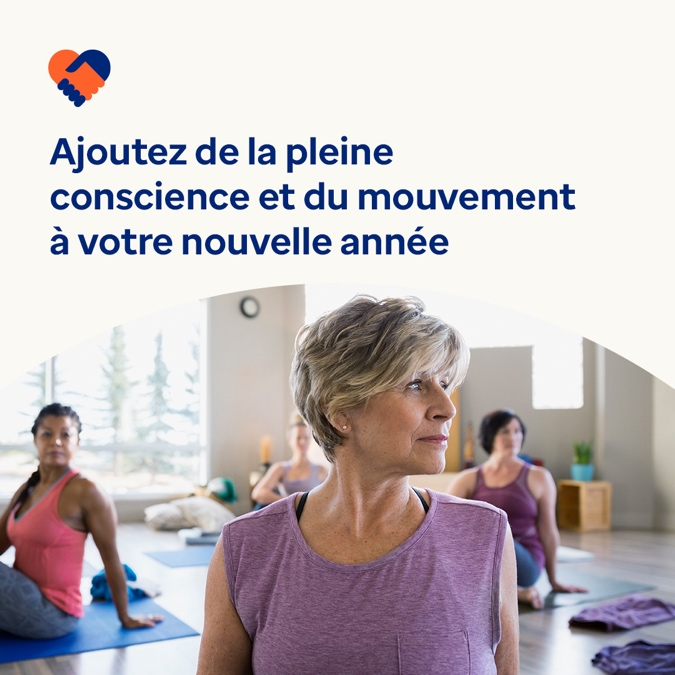 Ajoutez de la pleine
conscience et du mouvement
à votre nouvelle année